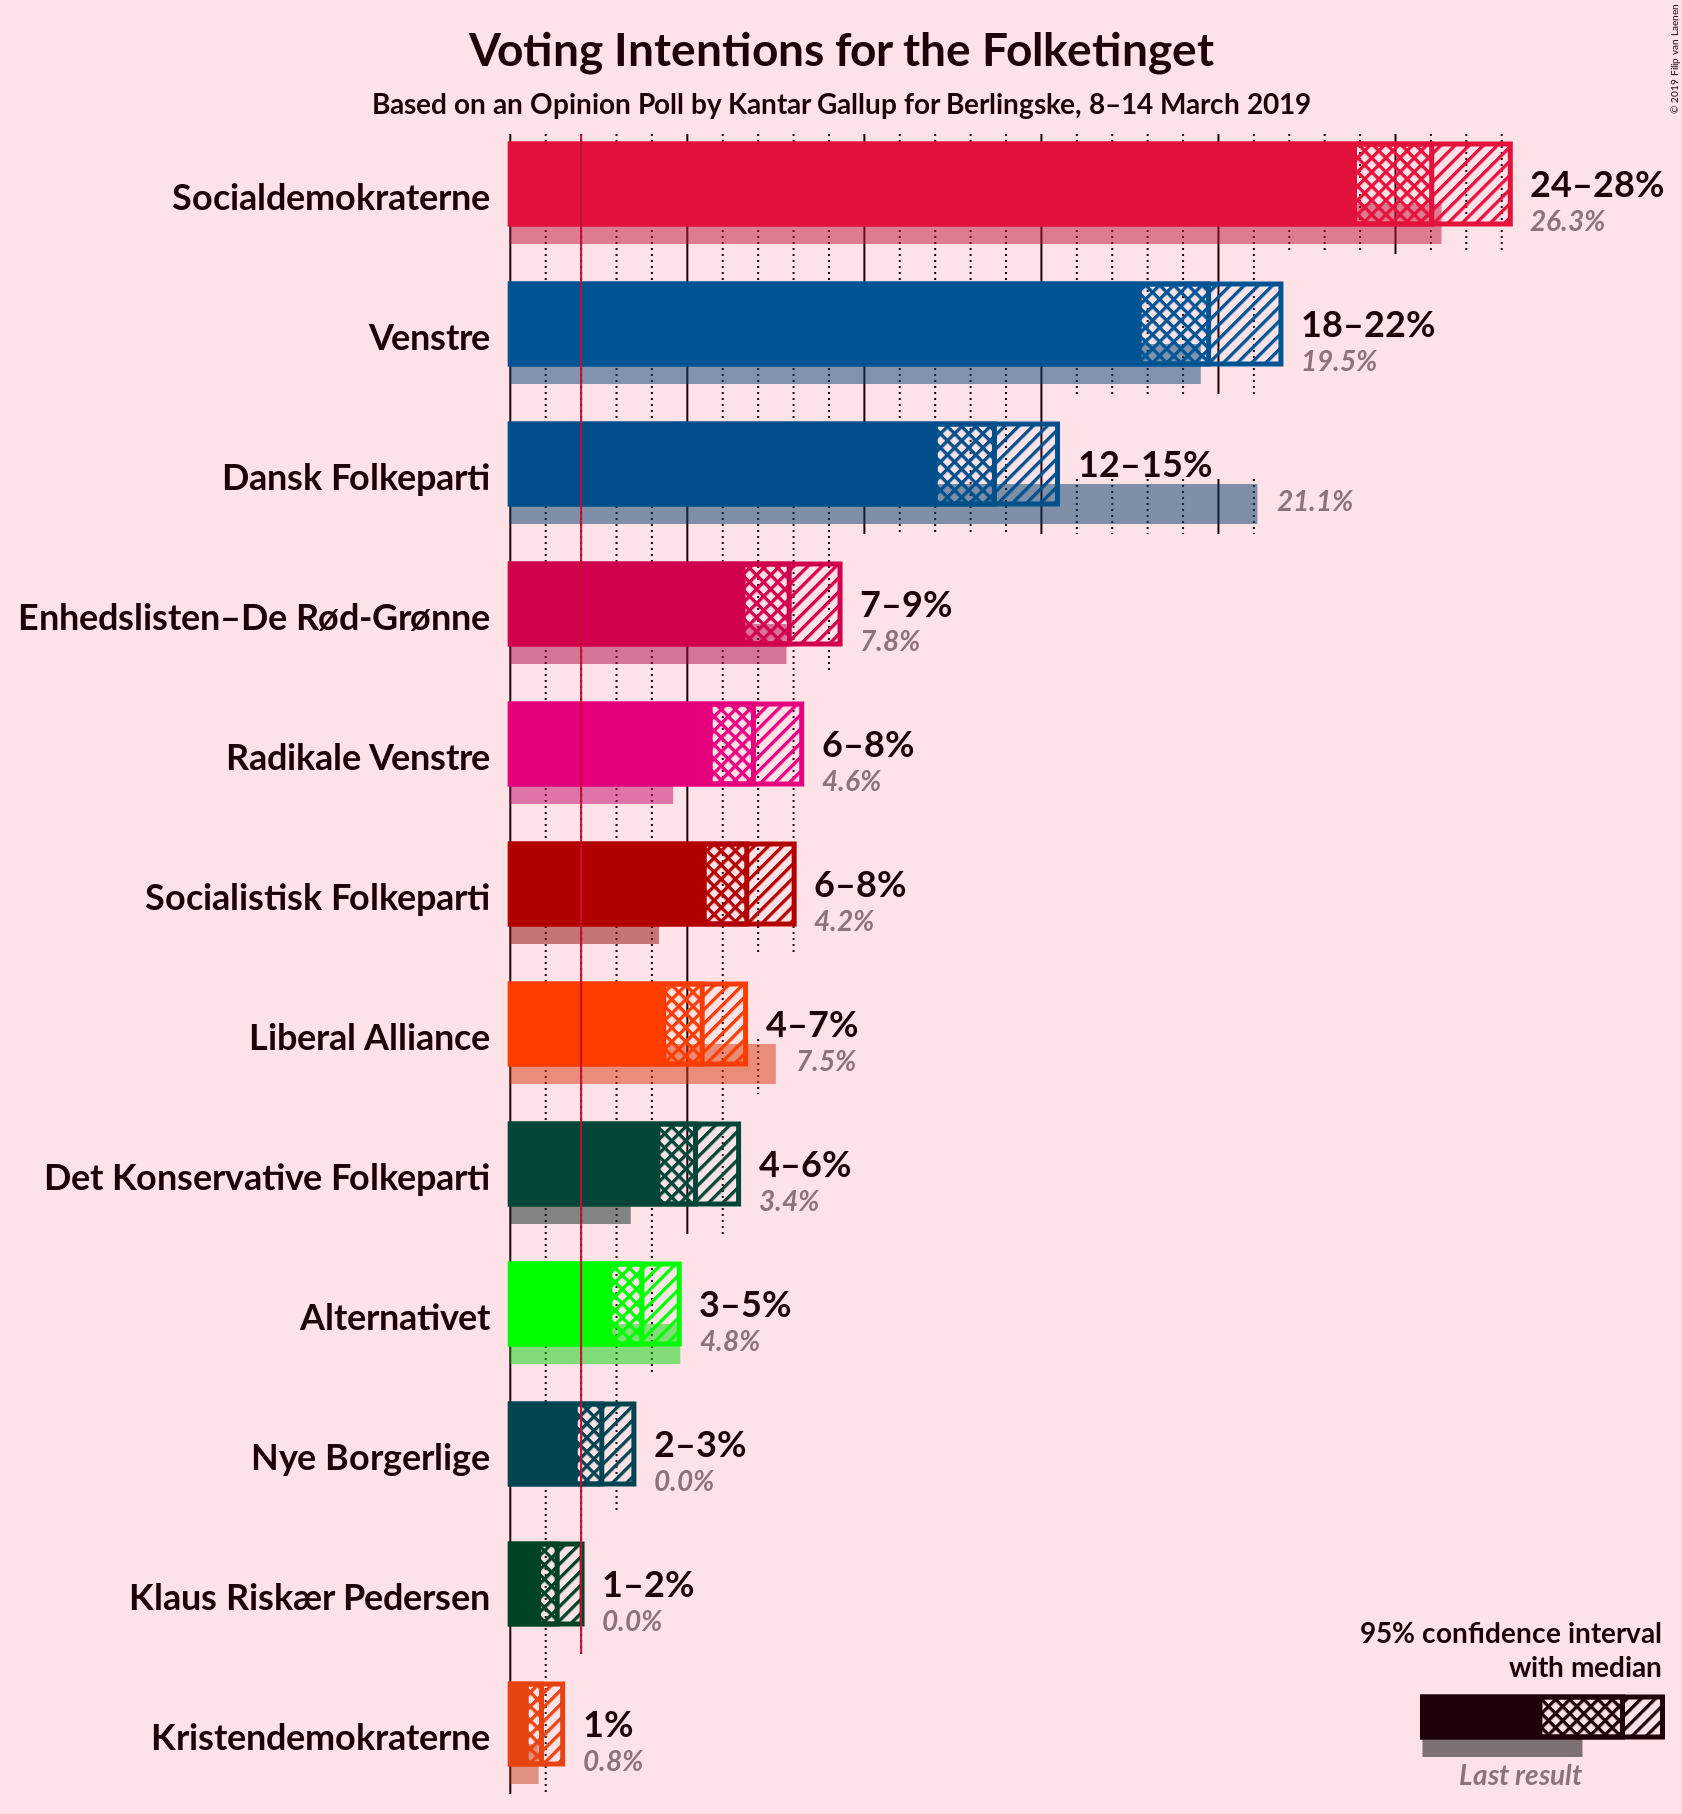 © 2019 Filip van Laenen
Voting Intentions for the Folketinget
Based on an Opinion Poll by Kantar Gallup for Berlingske, 8–14 March 2019
Socialdemokraterne
24–28%
26.3%
Venstre
18–22%
19.5%
Dansk Folkeparti
12–15%
21.1%
Enhedslisten–De Rød-Grønne
7–9%
7.8%
Radikale Venstre
6–8%
4.6%
Socialistisk Folkeparti
6–8%
4.2%
Liberal Alliance
4–7%
7.5%
Det Konservative Folkeparti
4–6%
3.4%
Alternativet
3–5%
4.8%
Nye Borgerlige
2–3%
0.0%
Klaus Riskær Pedersen
1–2%
0.0%
Kristendemokraterne
1%
0.8%
95% confidence interval
with median
Last result